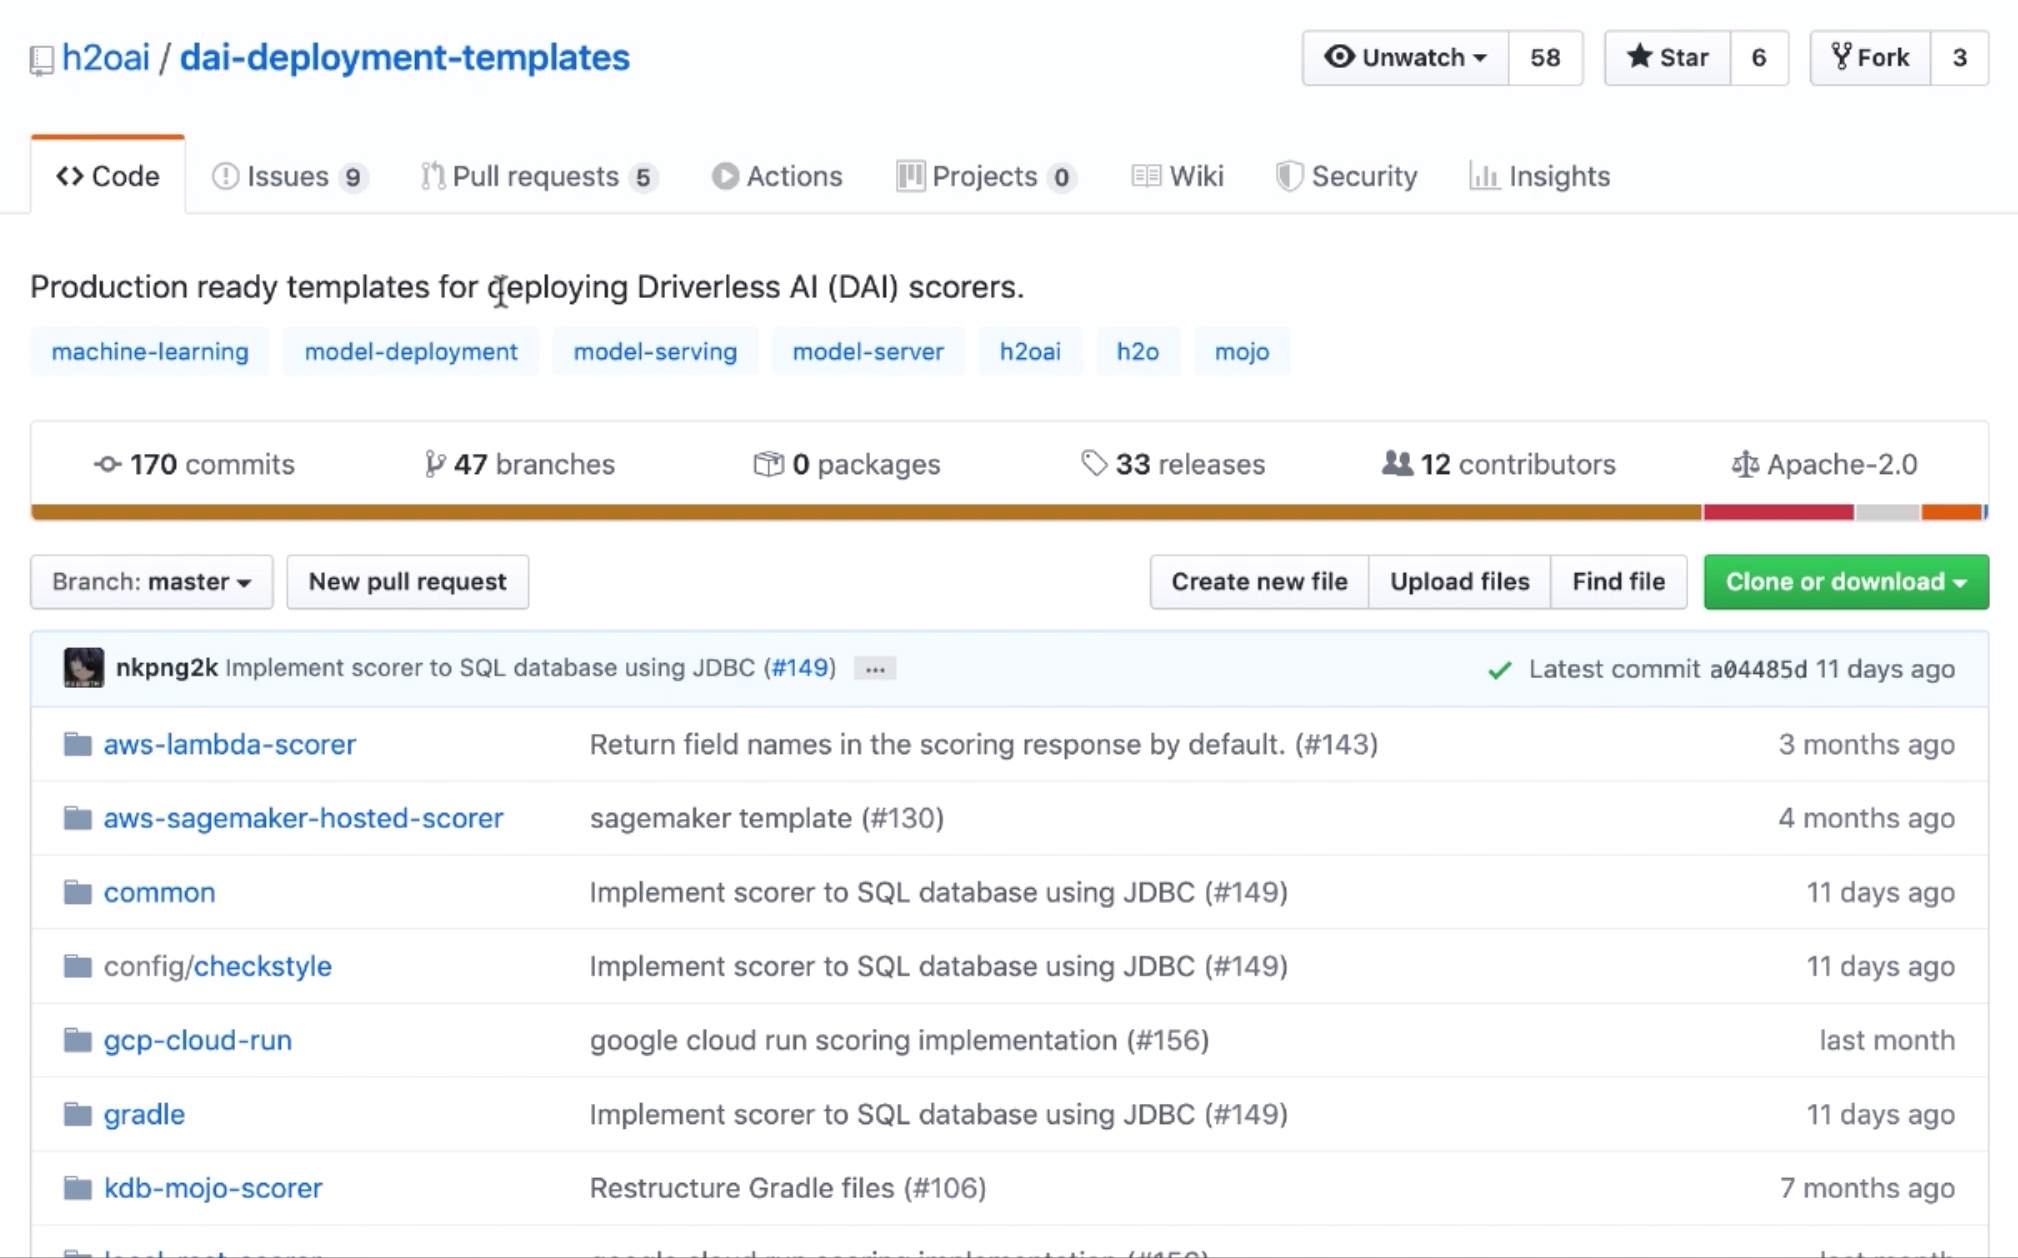 h2oai / dai-deployment-templates Unwatch 58 Star 6 Fork 3
Code Issues 9 Pull requests 5 Actions Projects 0 Wiki Security Insights
Production ready templates for deploying Driverless AI (DAI) scorers.
machine-learning model-deployment model-serving model-server h2oai h2o mojo
170 commits 47 branches 0 packages 33 releases 12 contributors Apache-2.0
Branch: master New pull request Create new file Upload files Find file Clone or download
nkpng2k Implement scorer to SQL database using JDBC (#149) ... Latest commit a04485d 11 days ago
aws-lambda-scorer Return field names in the scoring response by default. (#143) 3 months ago
aws-sagemaker-hosted-scorer sagemaker template (#130) 4 months ago
common Implement scorer to SQL database using JDBC (#149) 11 days ago
config/checkstyle Implement scorer to SQL database using JDBC (#149) 11 days ago
gcp-cloud-run google cloud run scoring implementation (#156) last month
gradle Implement scorer to SQL database using JDBC (#149) 11 days ago
kdb-mojo-scorer Restructure Gradle files (#106) 7 months ago